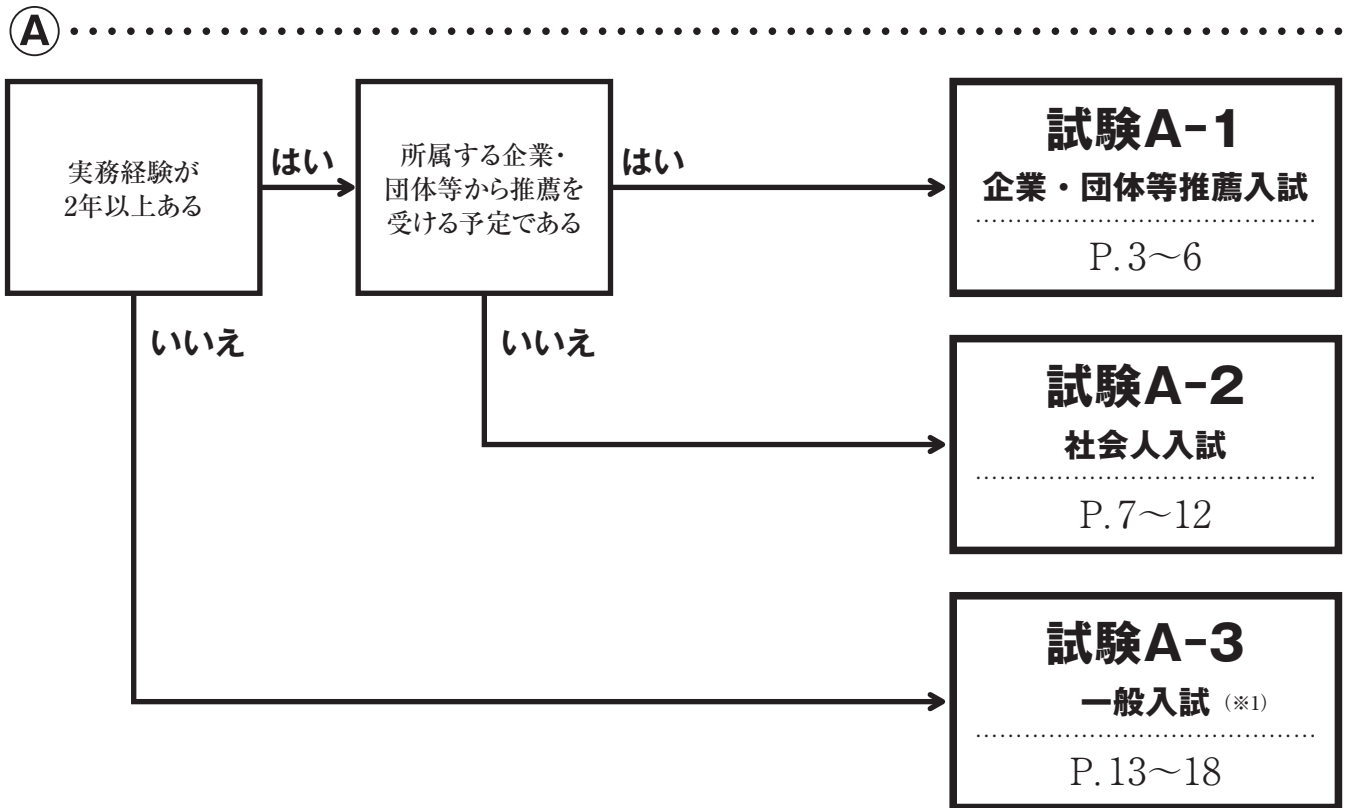 A
実務経験が
2年以上ある
はい
所属する企業・
団体等から推薦を
受ける予定である
はい
試験A-1
企業・団体等推薦入試
P.3〜6
いいえ
いいえ
試験A-2
社会人入試
P.7〜12
試験A-3
一般入試（※1）
P.13〜18